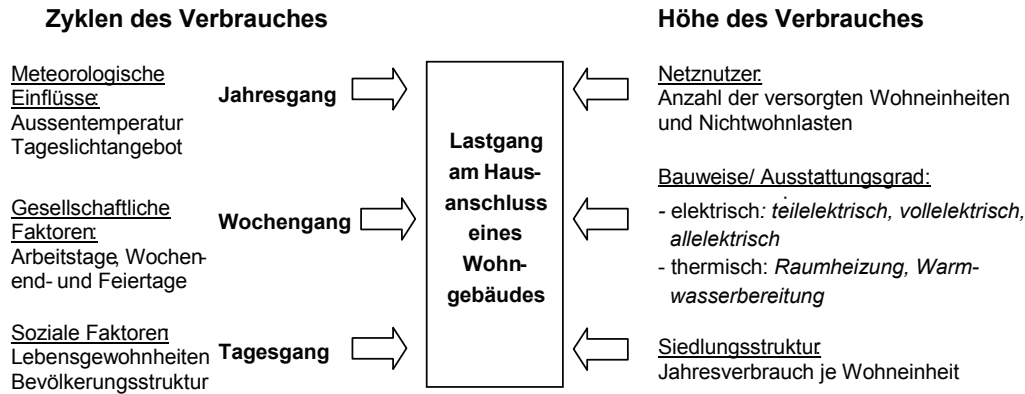 Zyklen des Verbrauches
Meteorologische
Einflüsse:
Aussentemperatur
Tageslichtangebot
Jahresgang
Gesellschaftliche
Faktoren:
Arbeitstage, Wochen-
end- und Feiertage
Wochengang
Soziale Faktoren:
Lebensgewohnheiten
Bevölkerungsstruktur
Tagesgang
Lastgang
am Haus-
anschluss
eines
Wohn-
gebäudes
Höhe des Verbrauches
Netznutzer:
Anzahl der versorgten Wohneinheiten
und Nichtwohnlasten
Bauweise/ Ausstattungsgrad:
- elektrisch: teilelektrisch, vollelektrisch,
allelektrisch
- thermisch: Raumheizung, Warm-
wasserbereitung
Siedlungsstruktur
Jahresverbrauch je Wohneinheit